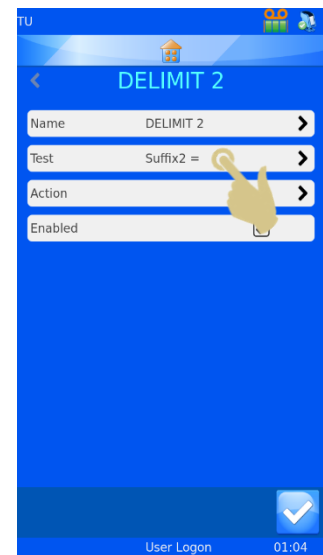 TU
DELIMIT 2
Name DELIMIT 2
Test Suffix2 =
Action
Enabled
User Logon 01:04